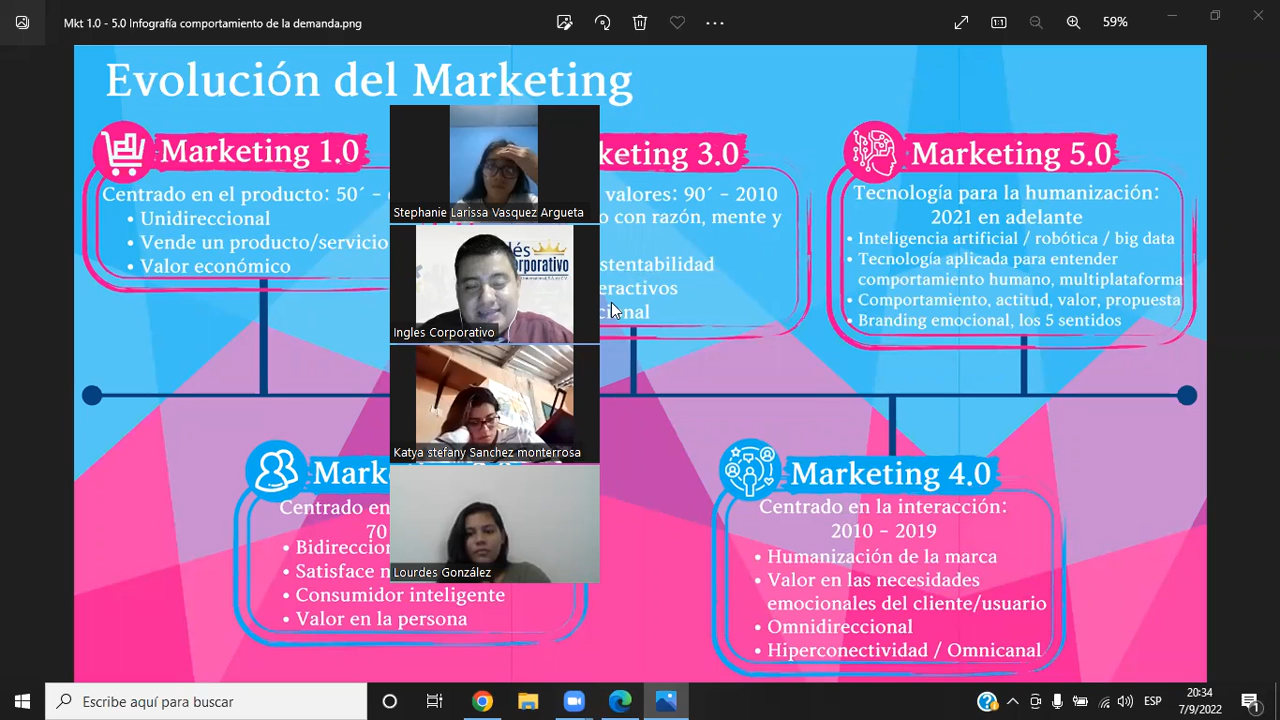 Mkt 1.0 - 5.0 Infografía comportamiento de la demanda.png
59%
Evolución del Marketing
Marketing 1.0
Centrado en el producto: 50´ -
• Unidireccional
• Vende un producto/servicio
• Valor económico
keting 3.0
valores: 90´ - 2010
o con razón, mente y
stentabilidad
eractivos
cional
Marketing 5.0
Tecnología para la humanización:
2021 en adelante
• Inteligencia artificial / robótica / big data
• Tecnología aplicada para entender
comportamiento humano, multiplataforma
• Comportamiento, actitud, valor, propuesta
• Branding emocional, los 5 sentidos
Stephanie Larissa Vasquez Argueta
lés
orporativo
Ingles Corporativo
Katya stefany Sanchez monterrosa
Lourdes González
Mark
Centrado en
70
• Bidireccion
• Satisface n
• Consumidor inteligente
• Valor en la persona
Marketing 4.0
Centrado en la interacción:
2010 - 2019
• Humanización de la marca
• Valor en las necesidades
emocionales del cliente/usuario
• Omnidireccional
• Hiperconectividad / Omnicanal
Escribe aquí para buscar
ESP
20:34
7/9/2022